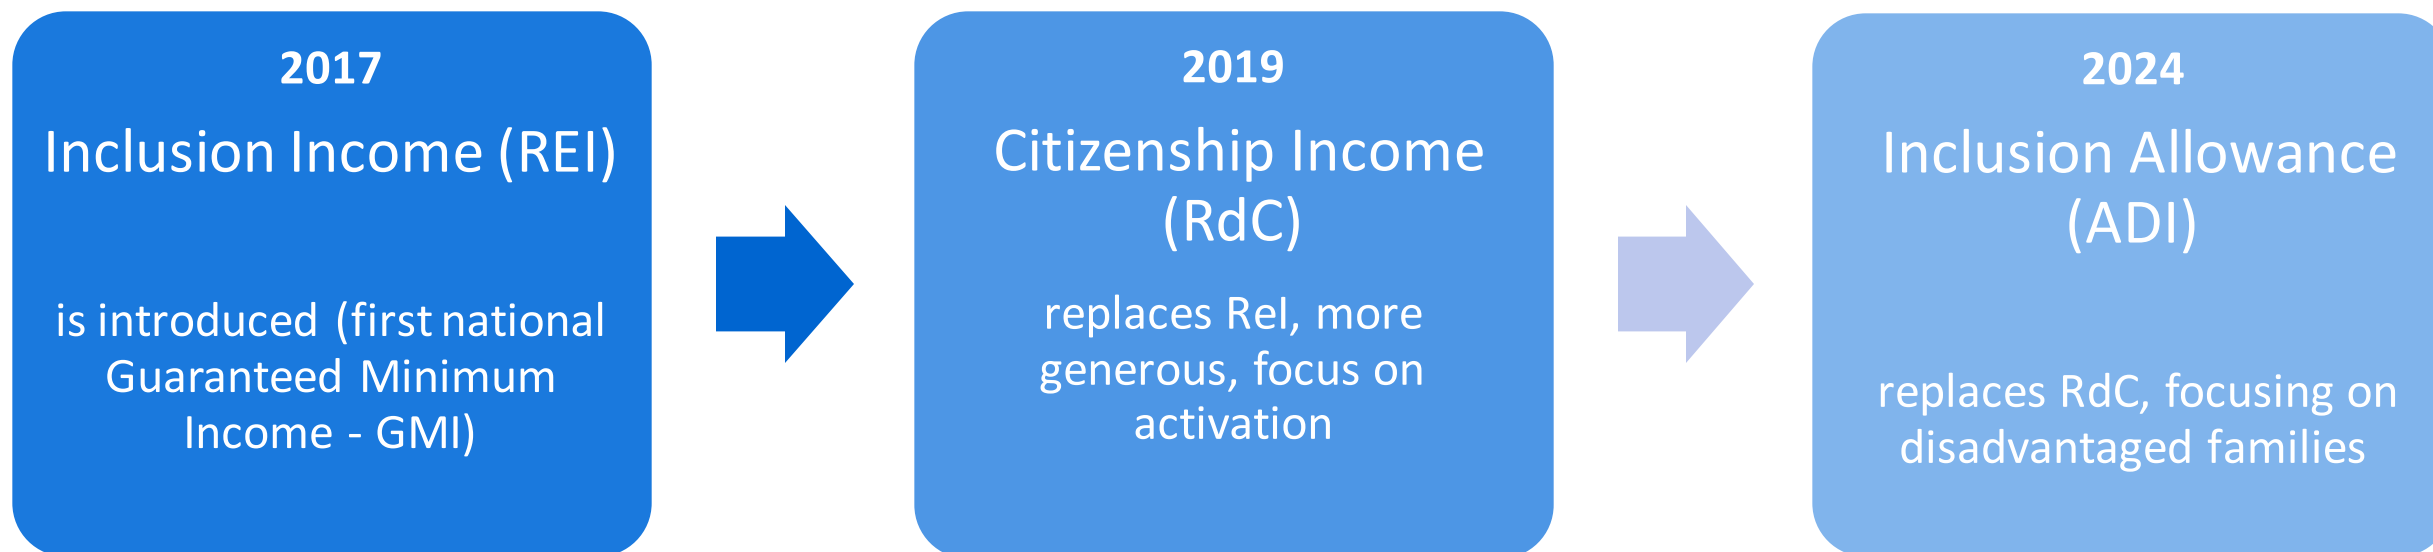 2017
Inclusion Income (REI)
is introduced (first national
Guaranteed Minimum
Income - GMI)
2019
Citizenship Income
(RdC)
replaces ReI, more
generous, focus on
activation
2024
Inclusion Allowance
(ADI)
replaces RdC, focusing on
disadvantaged families